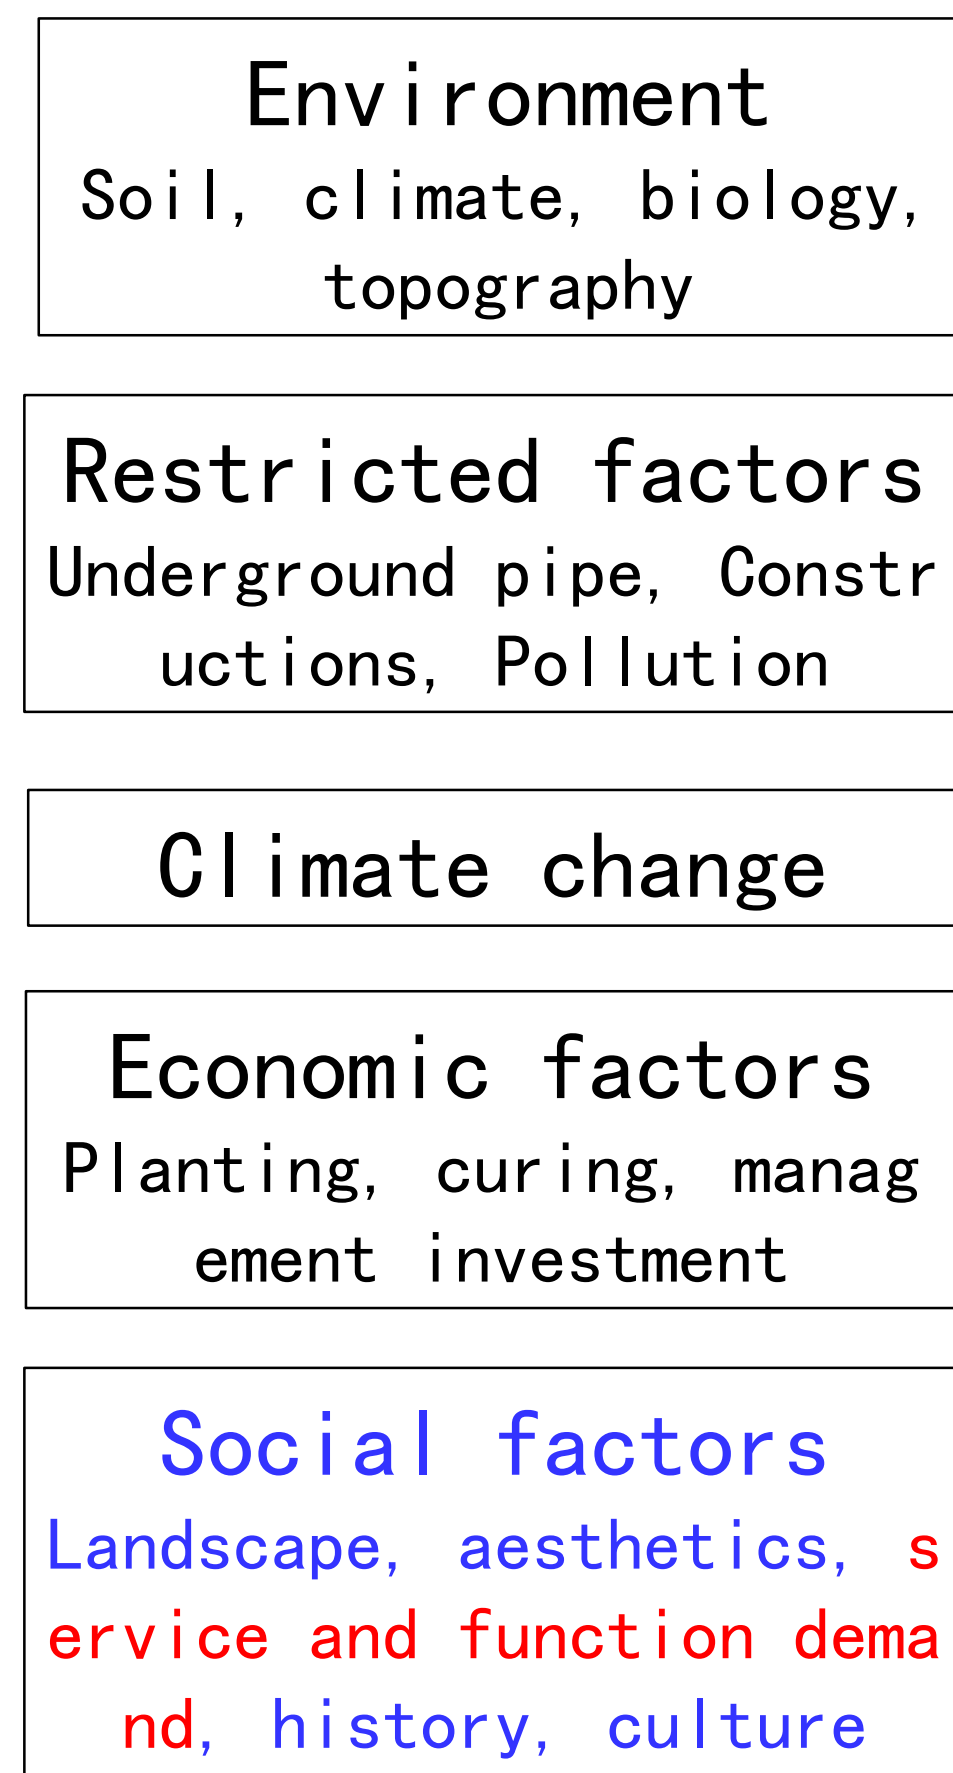 Environment
Soil, climate, biology,
topography
Restricted factors
Underground pipe, Constr
uctions, Pollution
Climate change
Economic factors
Planting, curing, manag
ement investment
Social factors
Landscape, aesthetics, s
ervice and function dema
nd, history, culture